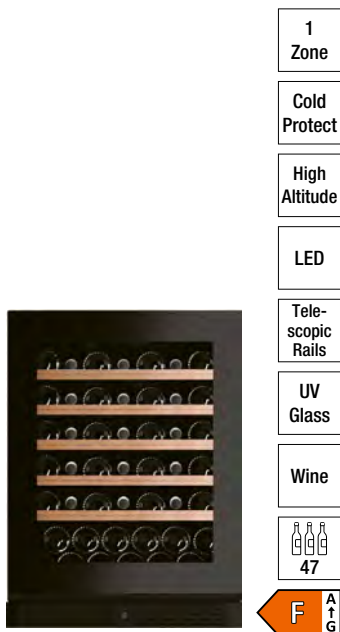 1
Zone
Cold
Protect
High
Altitude
LED
Tele-
scopic
Rails
UV
Glass
Wine
47
F
A
↑
G